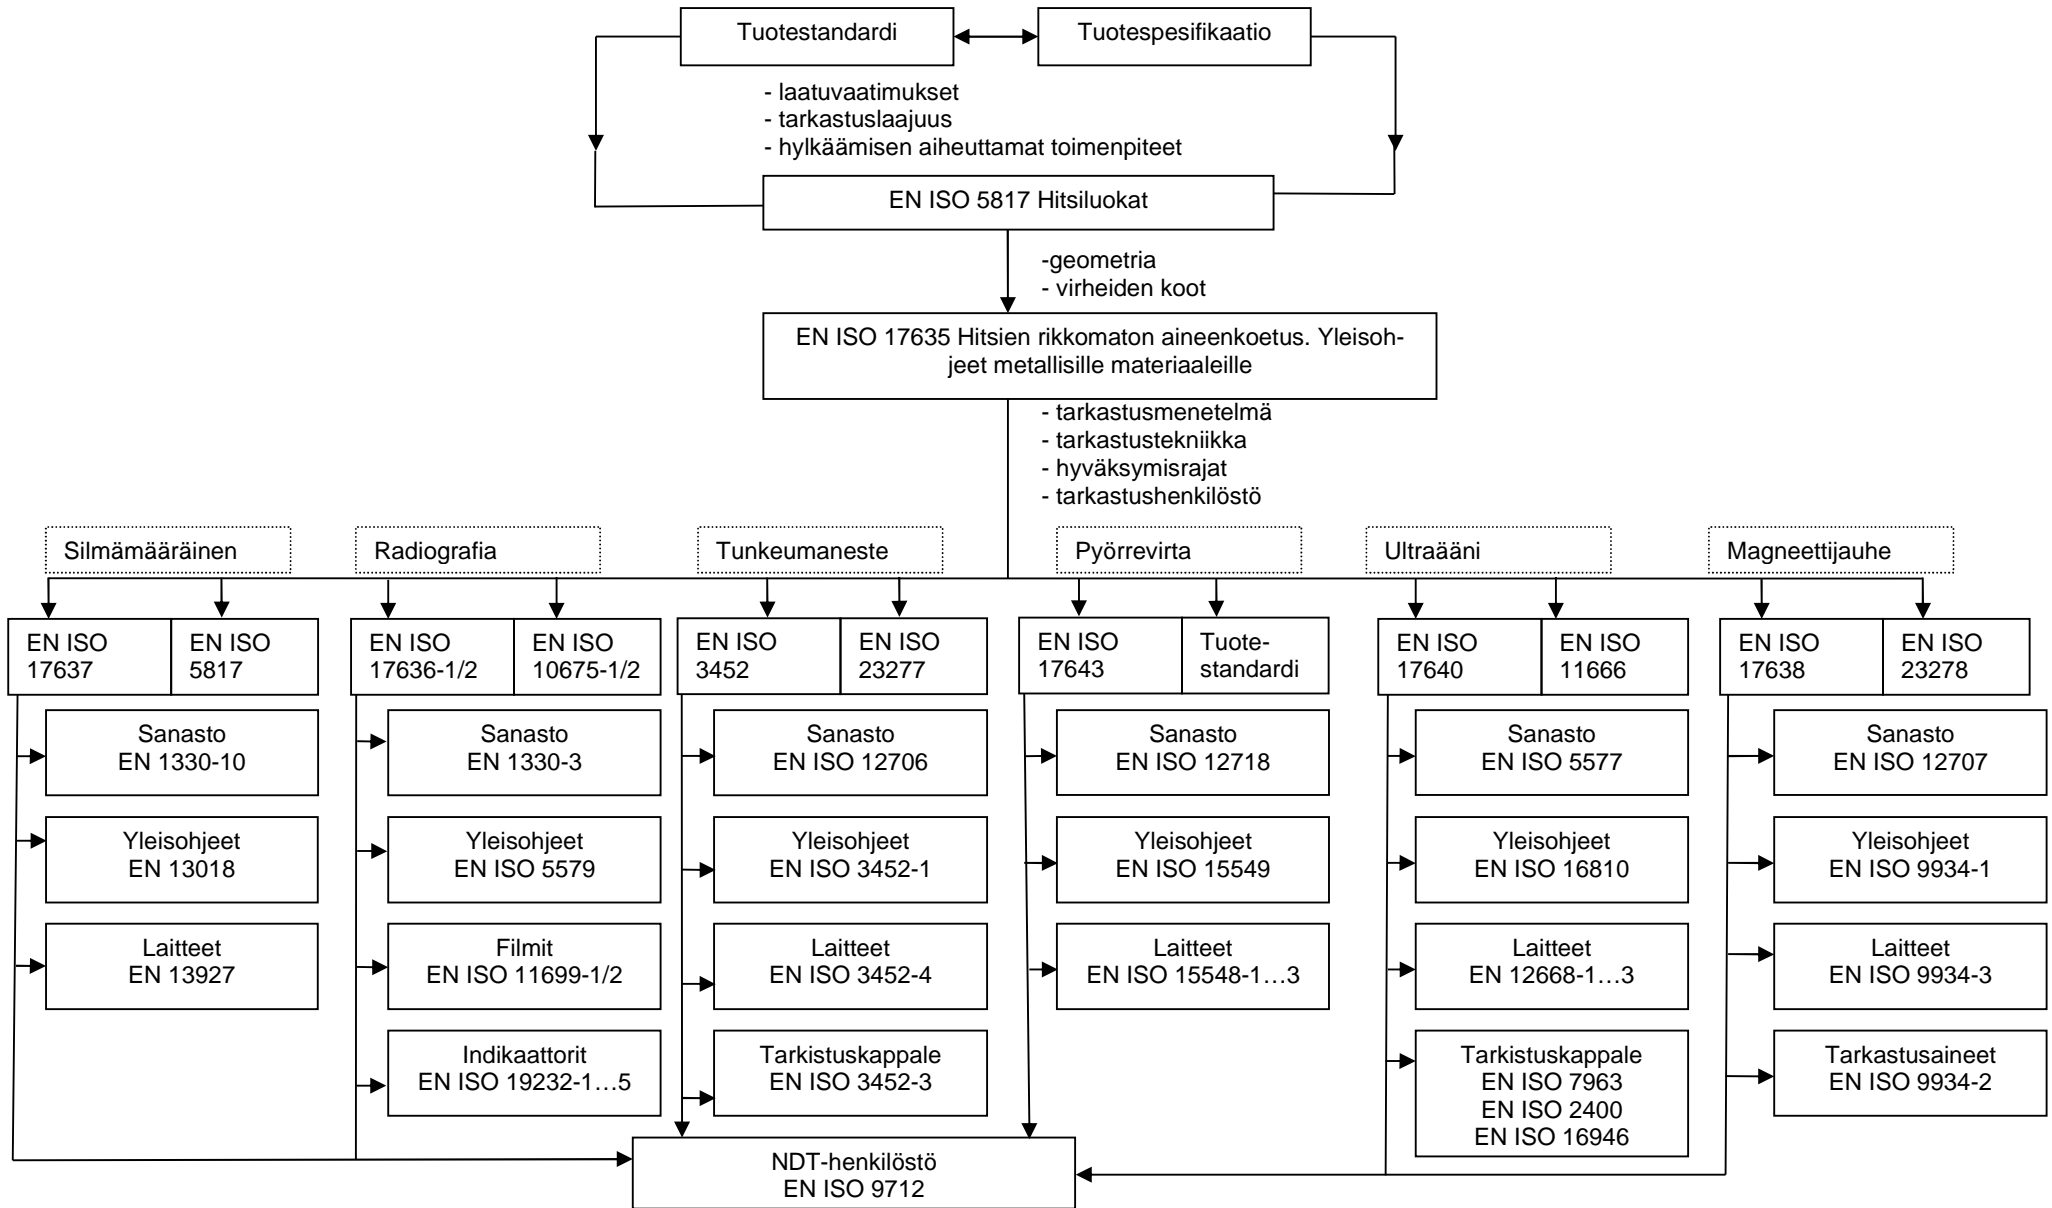 Tuotestandardi
Tuotespesifikaatio
- laatuvaatimukset
- tarkastuslaajuus
- hylkäämisen aiheuttamat toimenpiteet
EN ISO 5817 Hitsiluokat
-geometria
- virheiden koot
EN ISO 17635 Hitsien rikkomaton aineenkoetus. Yleisoh-
jeet metallisille materiaaleille
- tarkastusmenetelmä
- tarkastustekniikka
- hyväksymisrajat
- tarkastushenkilöstö
Silmämääräinen
Radiografia
Tunkeumaneste
Pyörrevirta
Ultraääni
Magneettijauhe
EN ISO
17637
EN ISO
5817
EN ISO
17636-1/2
EN ISO
10675-1/2
EN ISO
3452
EN ISO
23277
EN ISO
17643
Tuote-
standardi
EN ISO
17640
EN ISO
11666
EN ISO
17638
EN ISO
23278
Sanasto
EN 1330-10
Sanasto
EN 1330-3
Sanasto
EN ISO 12706
Sanasto
EN ISO 12718
Sanasto
EN ISO 5577
Sanasto
EN ISO 12707
Yleisohjeet
EN 13018
Yleisohjeet
EN ISO 5579
Yleisohjeet
EN ISO 3452-1
Yleisohjeet
EN ISO 15549
Yleisohjeet
EN ISO 16810
Yleisohjeet
EN ISO 9934-1
Laitteet
EN 13927
Filmit
EN ISO 11699-1/2
Laitteet
EN ISO 3452-4
Laitteet
EN ISO 15548-1…3
Laitteet
EN 12668-1…3
Laitteet
EN ISO 9934-3
Indikaattorit
EN ISO 19232-1…5
Tarkistuskappale
EN ISO 3452-3
Tarkistuskappale
EN ISO 7963
EN ISO 2400
EN ISO 16946
Tarkastusaineet
EN ISO 9934-2
NDT-henkilöstö
EN ISO 9712